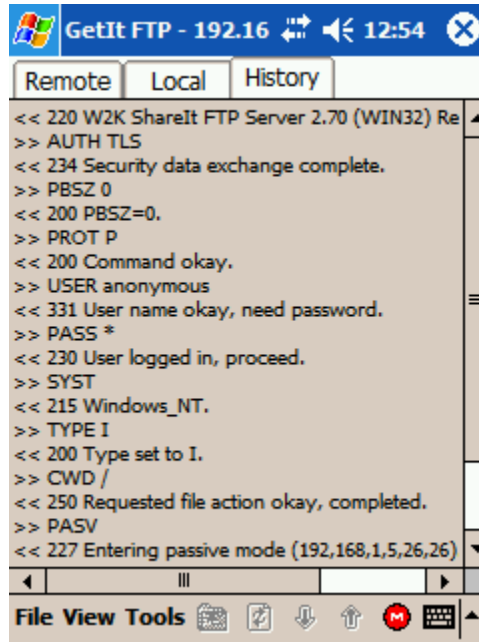 GetIt FTP - 192.16 12:54
Remote Local History
<< 220 W2K ShareIt FTP Server 2.70 (WIN32) Re
>> AUTH TLS
<< 234 Security data exchange complete.
>> PBSZ 0
<< 200 PBSZ=0.
>> PROT P
<< 200 Command okay.
>> USER anonymous
<< 331 User name okay, need password.
>> PASS *
<< 230 User logged in, proceed.
>> SYST
<< 215 Windows_NT.
>> TYPE I
<< 200 Type set to I.
>> CWD /
<< 250 Requested file action okay, completed.
>> PASV
<< 227 Entering passive mode (192,168,1,5,26,26)
File View Tools M